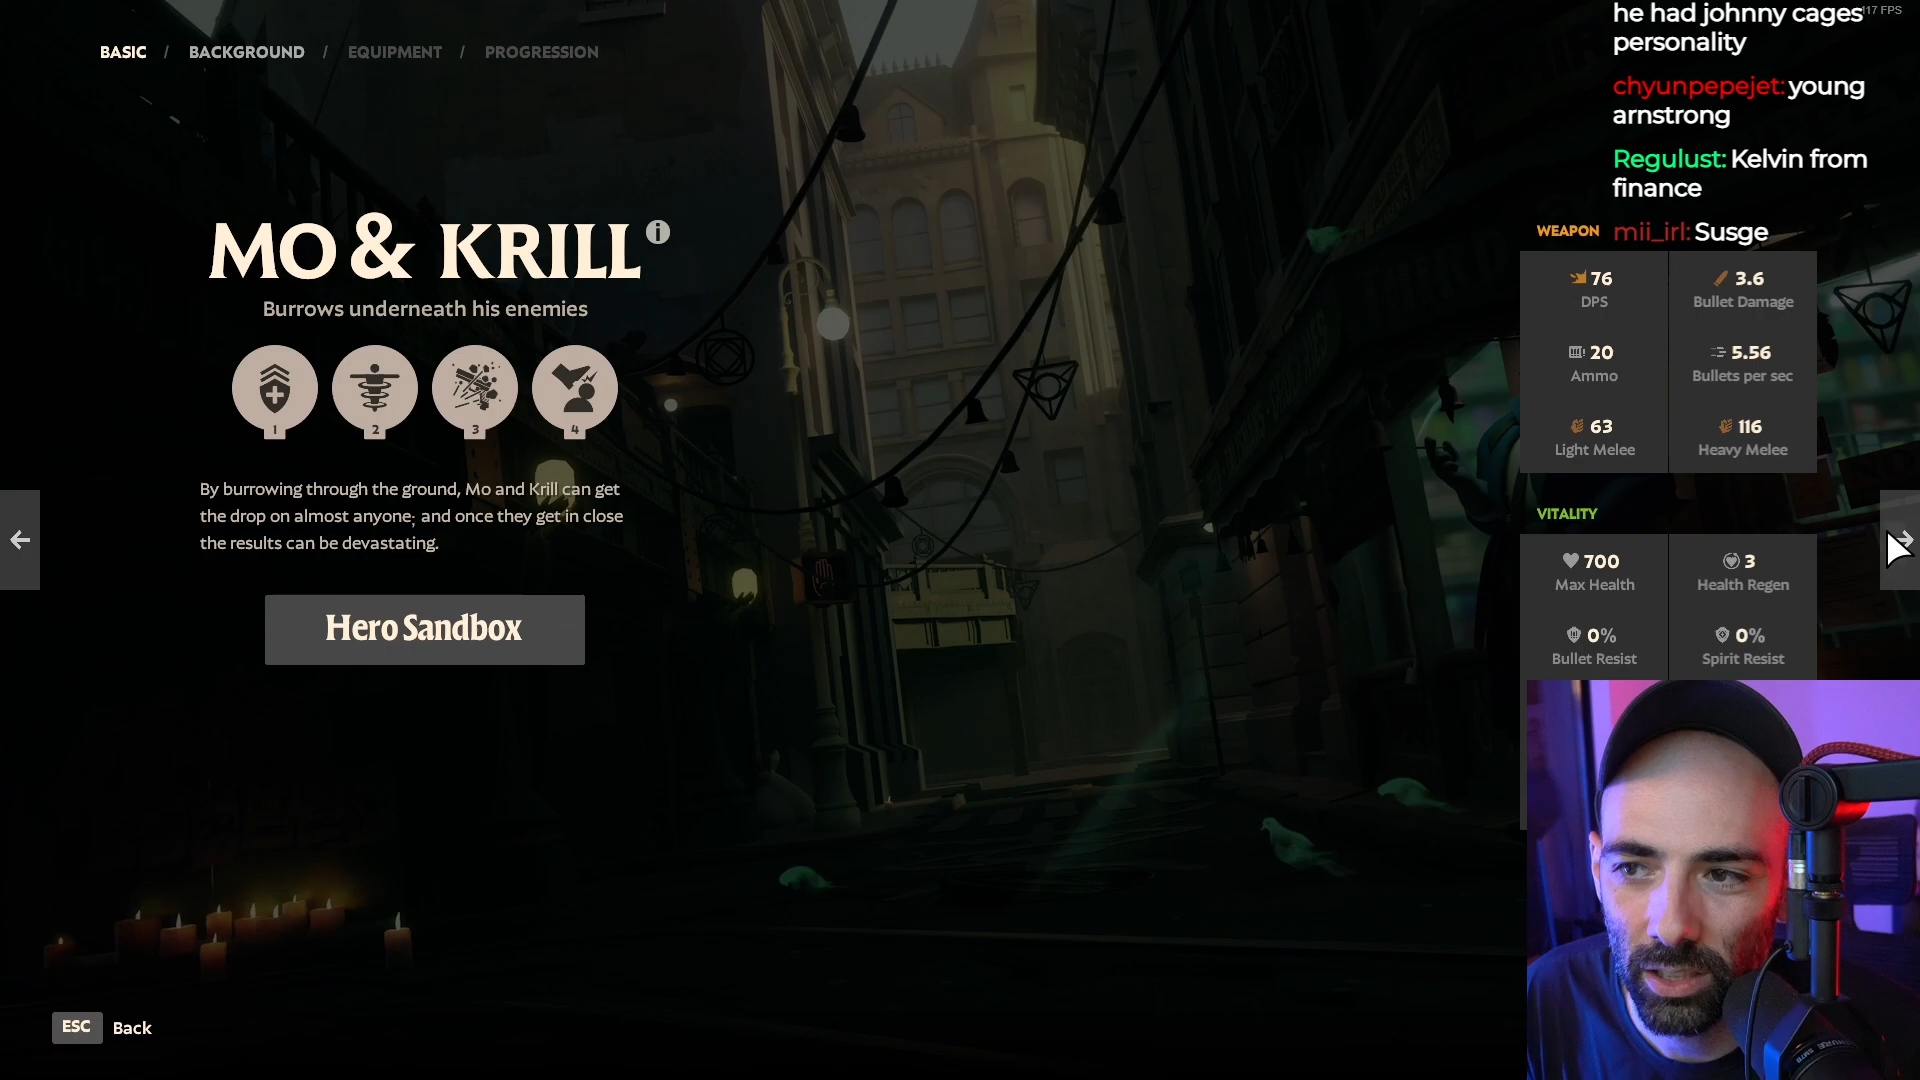 BASIC / BACKGROUND / EQUIPMENT / PROGRESSION
117 FPS
he had johnny cages
personality
chyunpepejet: young
arnstrong
Regulust: Kelvin from
finance
mii_irl: Susge
MO & KRILL
Burrows underneath his enemies
1 2 3 4
By burrowing through the ground, Mo and Krill can get
the drop on almost anyone; and once they get in close
the results can be devastating.
Hero Sandbox
WEAPON
76 3.6
DPS Bullet Damage
20 5.56
Ammo Bullets per sec
63 116
Light Melee Heavy Melee
VITALITY
700 3
Max Health Health Regen
0% 0%
Bullet Resist Spirit Resist
ESC Back